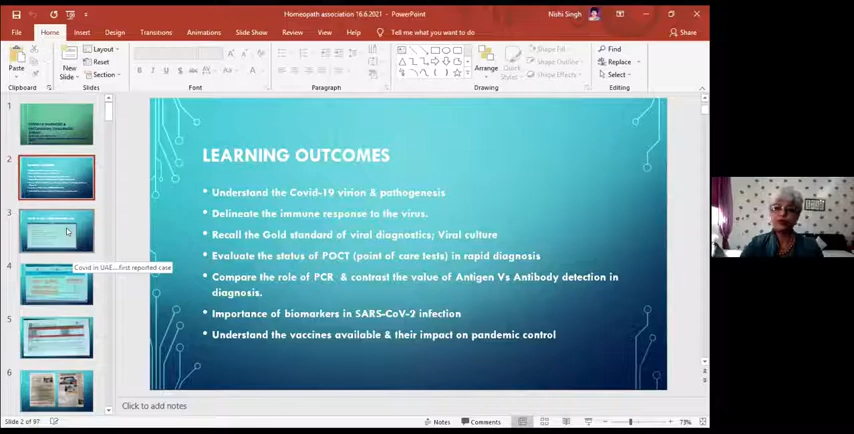 Homeopath association 16.6.2021 - PowerPoint
Nishi Singh
File Home Insert Design Transitions Animations Slide Show Review View Help Tell me what you want to do
Share
Paste
New Slide
Layout
Reset
Section
Arrange
Quick Styles
Shape Fill
Shape Outline
Shape Effects
Find
Replace
Select
Clipboard Slides Font Paragraph Drawing Editing
1
2
3
Covid in UAE....first reported case
4
5
6
LEARNING OUTCOMES
• Understand the Covid-19 virion & pathogenesis
• Delineate the immune response to the virus.
• Recall the Gold standard of viral diagnostics; Viral culture
• Evaluate the status of POCT (point of care tests) in rapid diagnosis
• Compare the role of PCR & contrast the value of Antigen Vs Antibody detection in
diagnosis.
• Importance of biomarkers in SARS-CoV-2 infection
• Understand the vaccines available & their impact on pandemic control
Click to add notes
Slide 2 of 97
Notes
Comments
73%